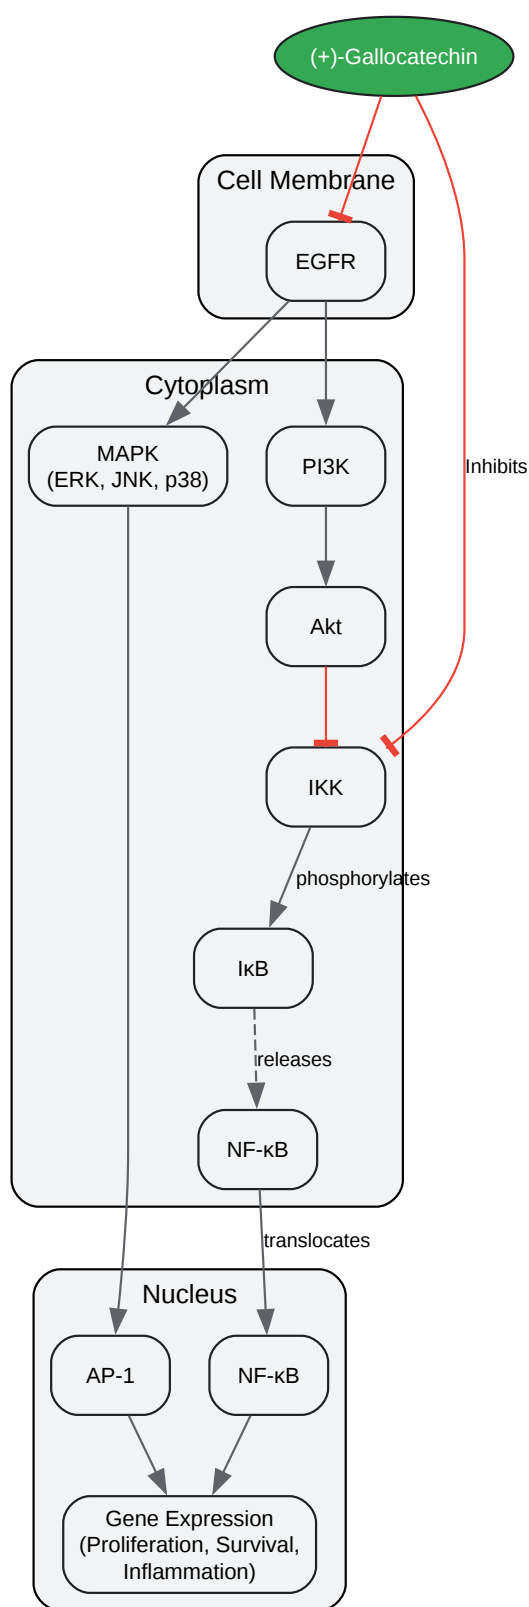 (+)-Gallocatechin
Cell Membrane
EGFR
Cytoplasm
MAPK
(ERK, JNK, p38)
PI3K
Inhibits
Akt
IKK
phosphorylates
IκB
releases
NF-κB
translocates
Nucleus
AP-1
NF-κB
Gene Expression
(Proliferation, Survival,
Inflammation)